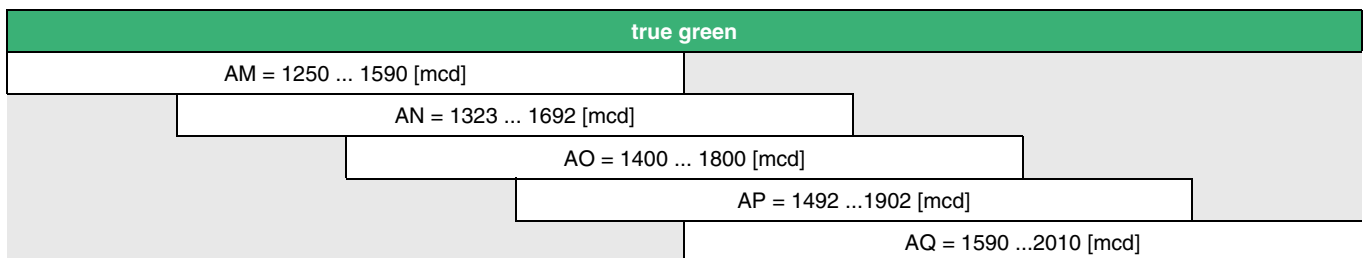 true green
AM = 1250 ... 1590 [mcd]
AN = 1323 ... 1692 [mcd]
AO = 1400 ... 1800 [mcd]
AP = 1492 ...1902 [mcd]
AQ = 1590 ...2010 [mcd]